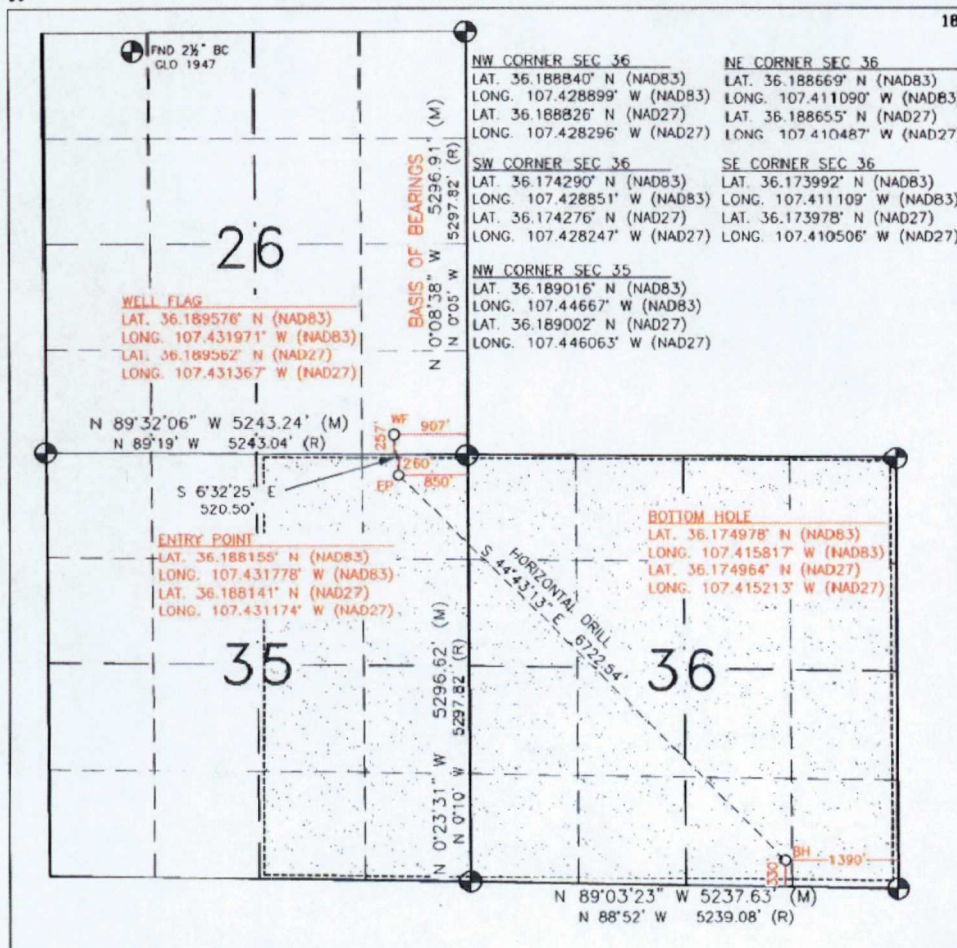 18
FND 2½" BC
GLO 1947
NW CORNER SEC 36
LAT. 36.188840° N (NAD83)
LONG. 107.428899° W (NAD83)
LAT. 36.188826° N (NAD27)
LONG. 107.428296° W (NAD27)
NE CORNER SEC 36
LAT. 36.188669° N (NAD83)
LONG. 107.411090° W (NAD83)
LAT. 36.188655° N (NAD27)
LONG. 107.410487° W (NAD27)
SW CORNER SEC 36
LAT. 36.174290° N (NAD83)
LONG. 107.428851° W (NAD83)
LAT. 36.174276° N (NAD27)
LONG. 107.428247° W (NAD27)
SE CORNER SEC 36
LAT. 36.173992° N (NAD83)
LONG. 107.411109° W (NAD83)
LAT. 36.173978° N (NAD27)
LONG. 107.410506° W (NAD27)
NW CORNER SEC 35
LAT. 36.189016° N (NAD83)
LONG. 107.44667° W (NAD83)
LAT. 36.189002° N (NAD27)
LONG. 107.446063° W (NAD27)
BASIS OF BEARINGS
N 0°08'38" W 5296.91' (M)
N 0°05' W 5297.82' (R)
26
WELL FLAG
LAT. 36.189576° N (NAD83)
LONG. 107.431971° W (NAD83)
LAT. 36.189562° N (NAD27)
LONG. 107.431367° W (NAD27)
N 89°32'06" W 5243.24' (M)
N 89°19' W 5243.04' (R)
WF
907'
257'
260'
EP
850'
S 6°32'25" E
520.50'
ENTRY POINT
LAT. 36.188155° N (NAD83)
LONG. 107.431778° W (NAD83)
LAT. 36.188141° N (NAD27)
LONG. 107.431174° W (NAD27)
BOTTOM HOLE
LAT. 36.174978° N (NAD83)
LONG. 107.415817° W (NAD83)
LAT. 36.174964° N (NAD27)
LONG. 107.415213° W (NAD27)
HORIZONTAL DRILL
S 44°43'13" E 6722.54'
35
36
N 0°23'31" W 5296.62' (M)
N 0°10' W 5297.82' (R)
BH
1390'
330'
N 89°03'23" W 5237.63' (M)
N 88°52' W 5239.08' (R)